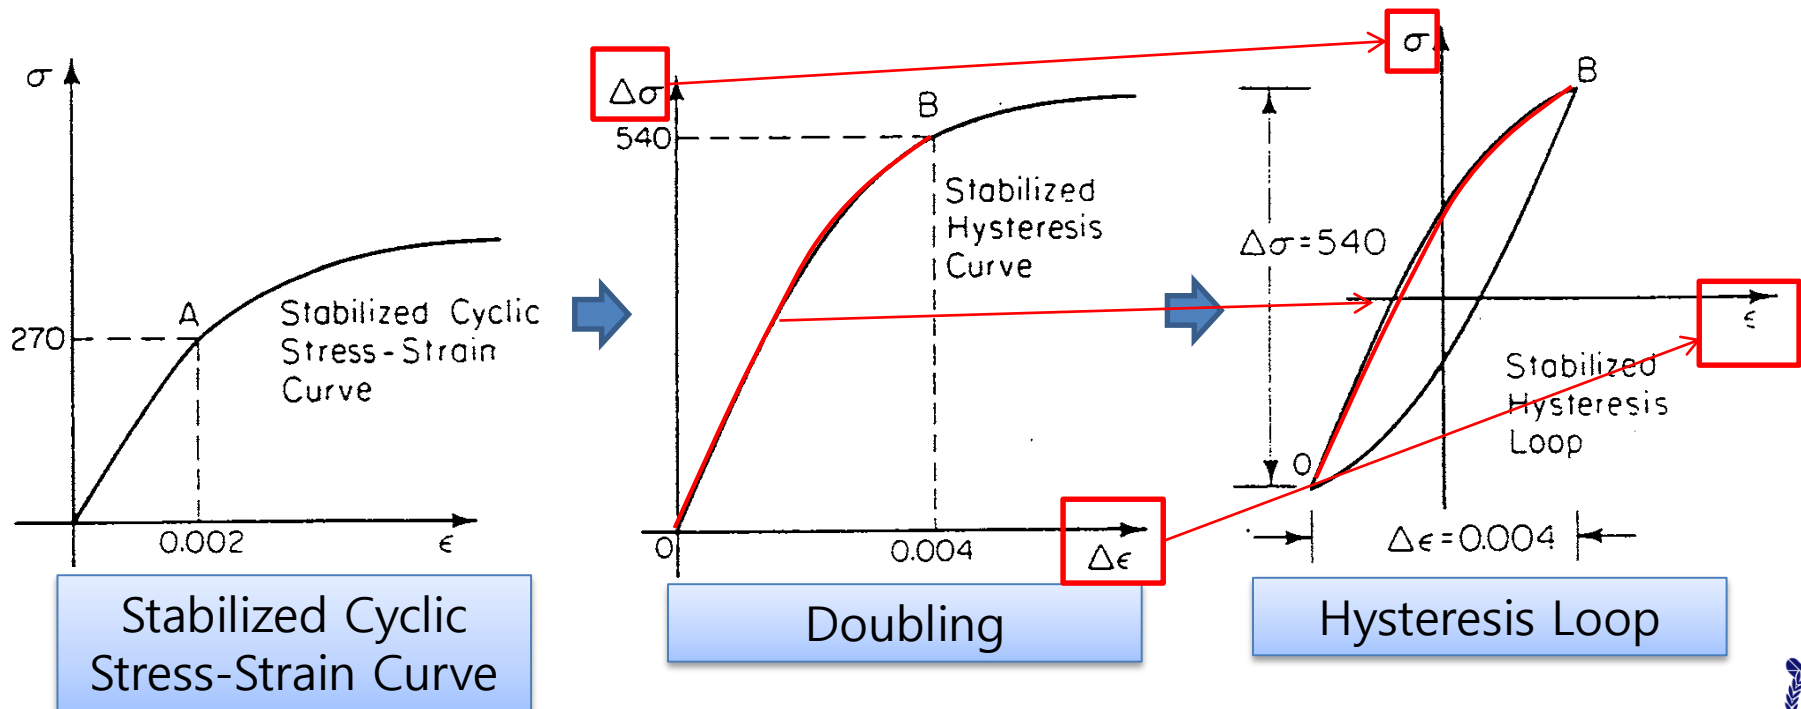 σ
270
A
Stabilized Cyclic
Stress-Strain
Curve
0.002
ϵ
Stabilized Cyclic
Stress-Strain Curve
Δσ
540
B
Stabilized
Hysteresis
Curve
0
0.004
Δϵ
Doubling
σ
B
Δσ=540
ϵ
Stabilized
Hysteresis
Loop
0
Δϵ=0.004
Hysteresis Loop